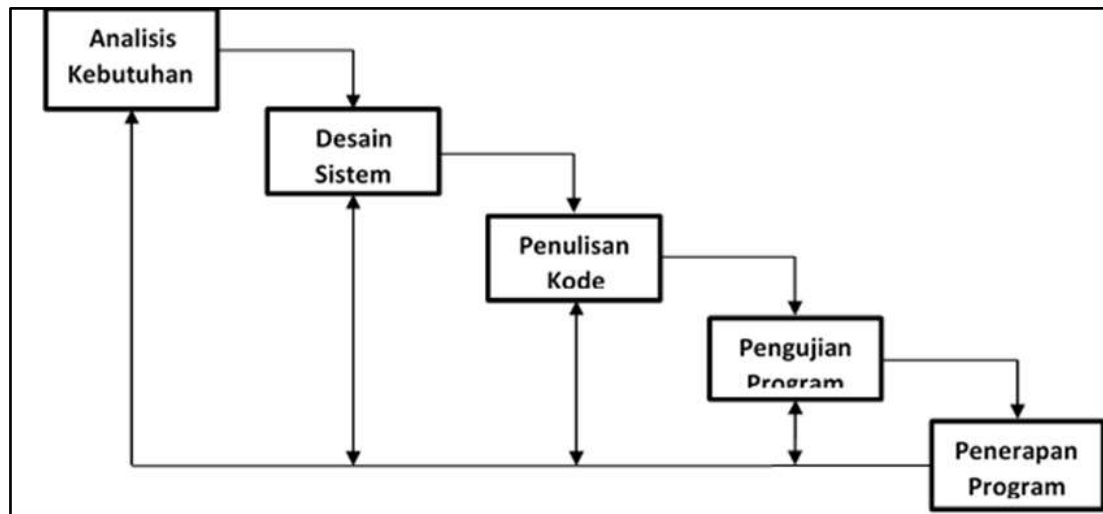 Analisis
Kebutuhan
Desain
Sistem
Penulisan
Kode
Pengujian
Program
Penerapan
Program